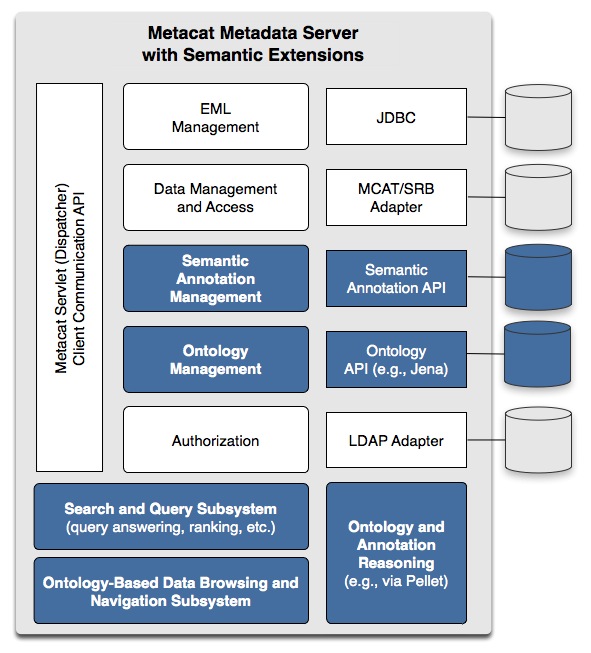 Metacat Metadata Server
with Semantic Extensions
Metacat Servlet (Dispatcher)
Client Communication API
EML
Management
JDBC
Data Management
and Access
MCAT/SRB
Adapter
Semantic
Annotation
Management
Semantic
Annotation API
Ontology
Management
Ontology
API (e.g., Jena)
Authorization
LDAP Adapter
Search and Query Subsystem
(query answering, ranking, etc.)
Ontology-Based Data Browsing and
Navigation Subsystem
Ontology and
Annotation
Reasoning
(e.g., via Pellet)